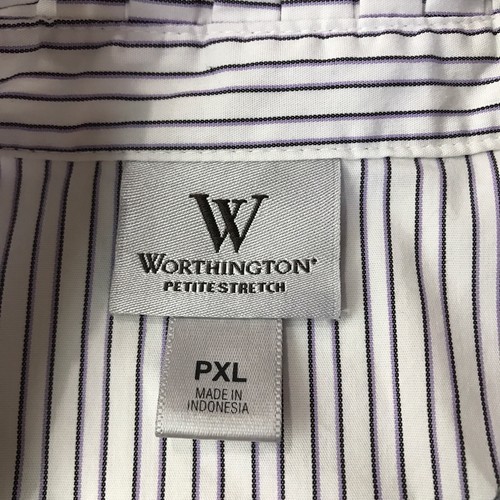 W
WORTHINGTON®
PETITE·STRETCH
PXL
MADE IN
INDONESIA